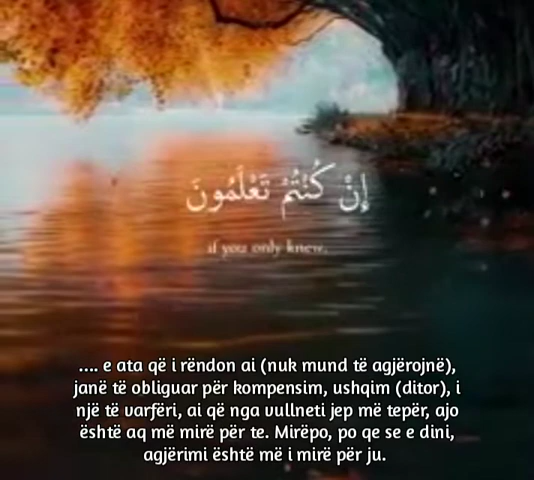 إِنْ كُنْتُمْ تَعْلَمُونَ
if you only knew.
.... e ata që i rëndon ai (nuk mund të agjërojnë),
janë të obliguar për kompensim, ushqim (ditor), i
një të varfëri, ai që nga vullneti jep më tepër, ajo
është aq më mirë për te. Mirëpo, po qe se e dini,
agjërimi është më i mirë për ju.